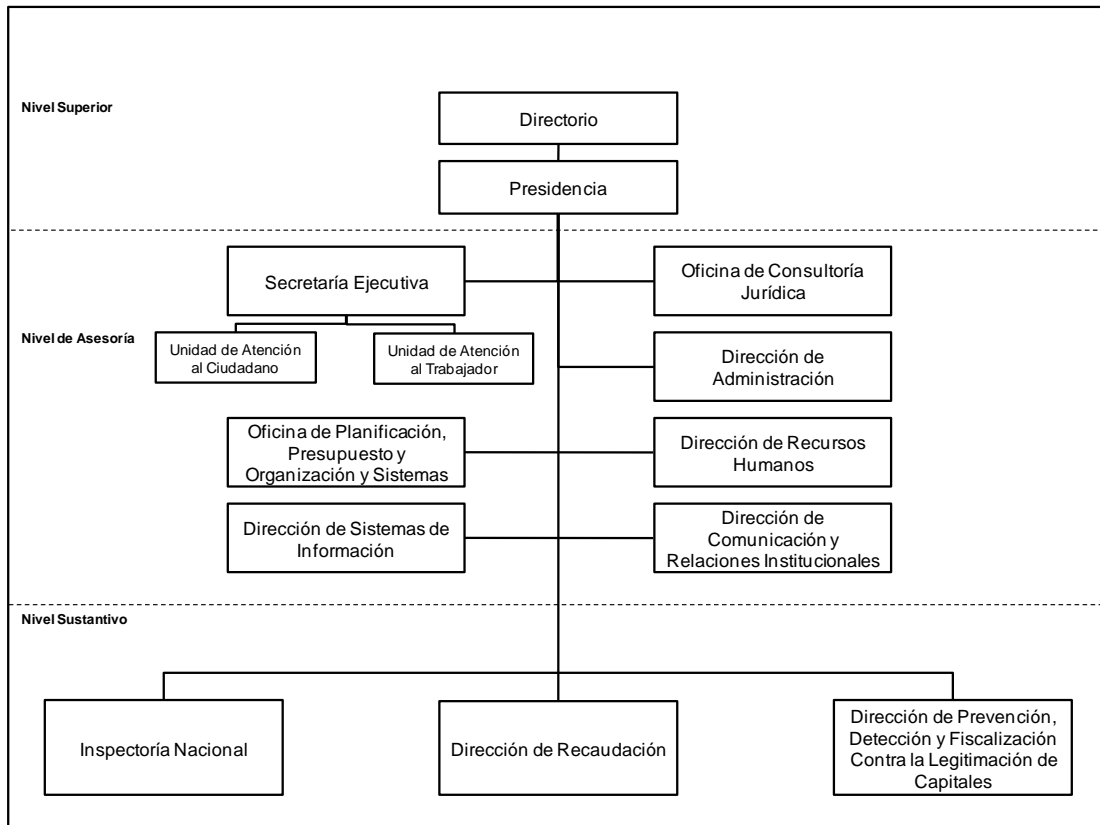 Nivel Superior
Directorio
Presidencia
Secretaría Ejecutiva
Oficina de Consultoría
Jurídica
Nivel de Asesoría
Unidad de Atención
al Ciudadano
Unidad de Atención
al Trabajador
Dirección de
Administración
Oficina de Planificación,
Presupuesto y
Organización y Sistemas
Dirección de Recursos
Humanos
Dirección de Sistemas de
Información
Dirección de
Comunicación y
Relaciones Institucionales
Nivel Sustantivo
Inspectoría Nacional
Dirección de Recaudación
Dirección de Prevención,
Detección y Fiscalización
Contra la Legitimación de
Capitales